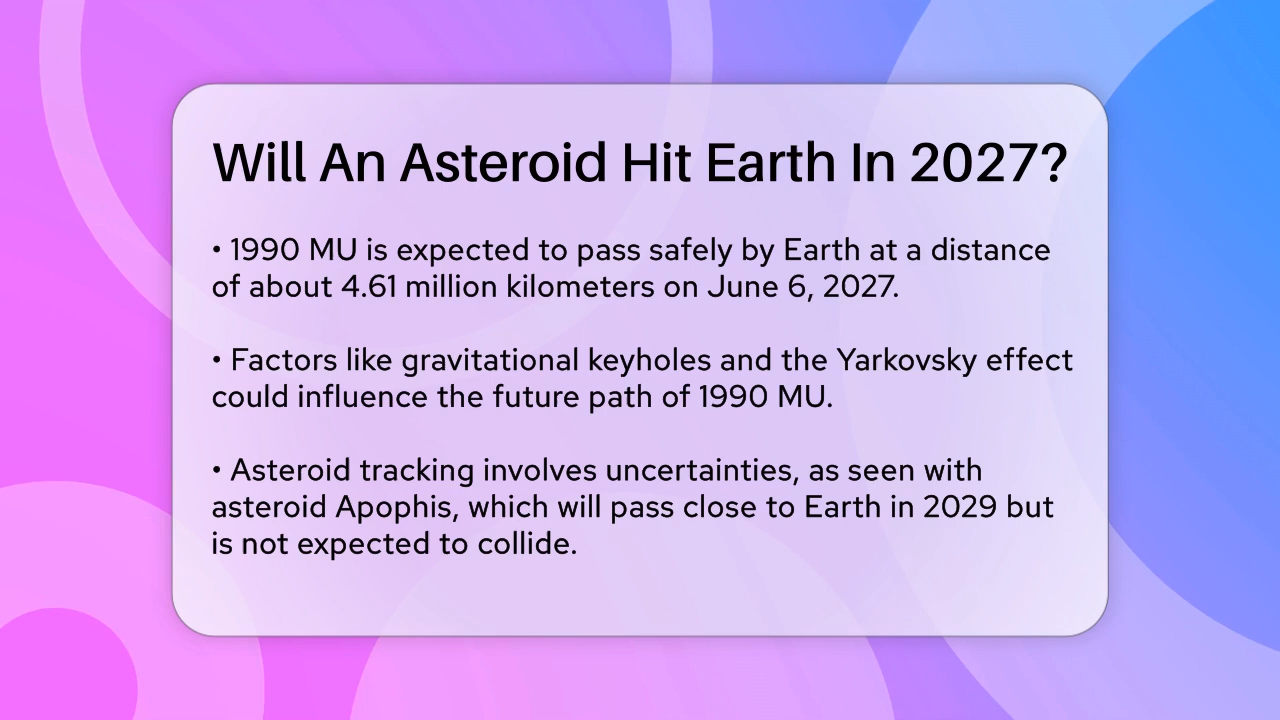 Will An Asteroid Hit Earth In 2027?
• 1990 MU is expected to pass safely by Earth at a distance
of about 4.61 million kilometers on June 6, 2027.
• Factors like gravitational keyholes and the Yarkovsky effect
could influence the future path of 1990 MU.
• Asteroid tracking involves uncertainties, as seen with
asteroid Apophis, which will pass close to Earth in 2029 but
is not expected to collide.